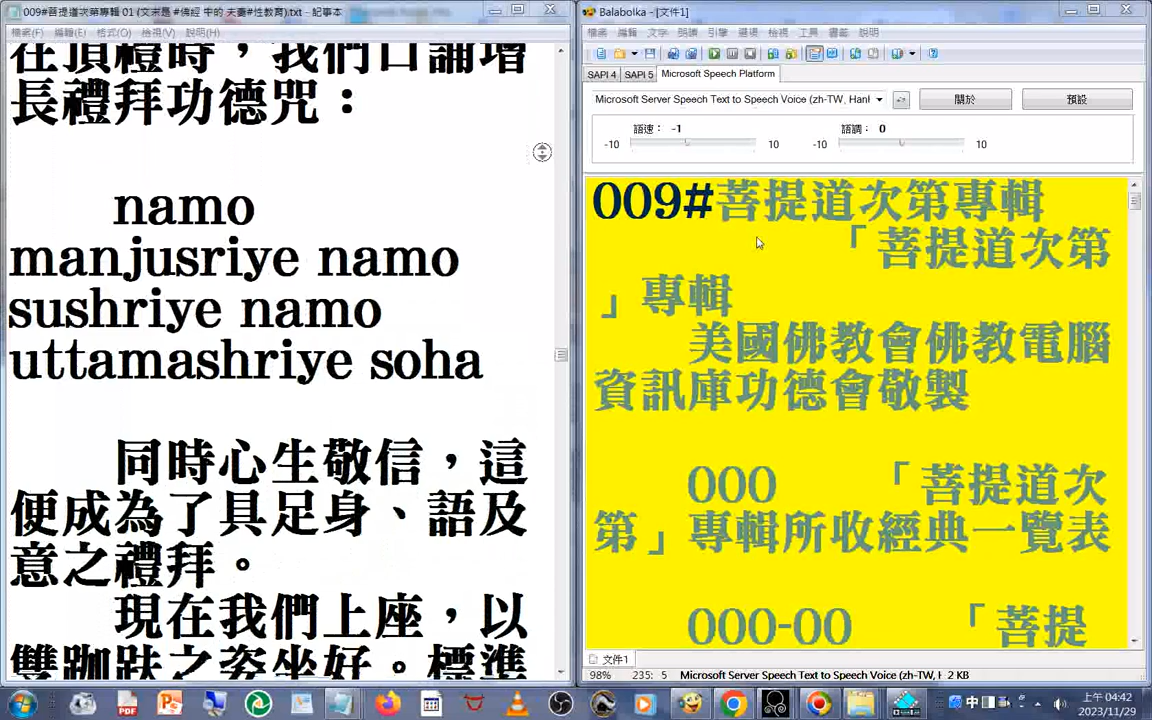 009#菩提道次第專輯 01 (文末是 #佛經 中的 夫妻#性教育).txt - 記事本
檔案(F) 編輯(E) 格式(O) 檢視(V) 說明(H)
在頂禮時，我們口誦增
長禮拜功德咒：
namo
manjusriye namo
sushriye namo
uttamashriye soha
同時心生敬信，這
便成為了具足身、語及
意之禮拜。
現在我們上座，以
雙跏趺之姿坐好。標準
Balabolka - [文件1]
檔案 編輯 文字 朗讀 引擎 選項 檢視 工具 書籤 說明
SAPI 4 SAPI 5 Microsoft Speech Platform
Microsoft Server Speech Text to Speech Voice (zh-TW, HanH
關於 預設
語速： -1 語調： 0
-10 10 -10 10
009#菩提道次第專輯
「菩提道次第
」專輯
美國佛教會佛教電腦
資訊庫功德會敬製
000 「菩提道次
第」專輯所收經典一覽表
000-00 「菩提
文件1
98% 235: 5 Microsoft Server Speech Text to Speech Voice (zh-TW, H 2 KB
中
上午 04:42
2023/11/29